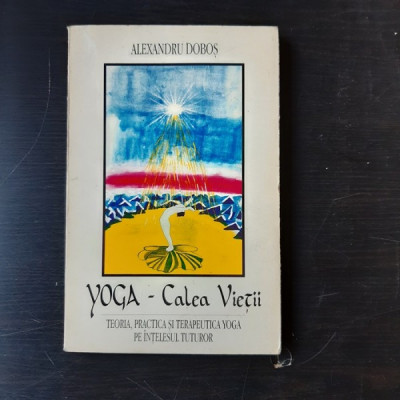 ALEXANDRU DOBOȘ
YOGA - Calea Vieții
TEORIA, PRACTICA ȘI TERAPEUTICA YOGA
PE ÎNȚELESUL TUTUROR